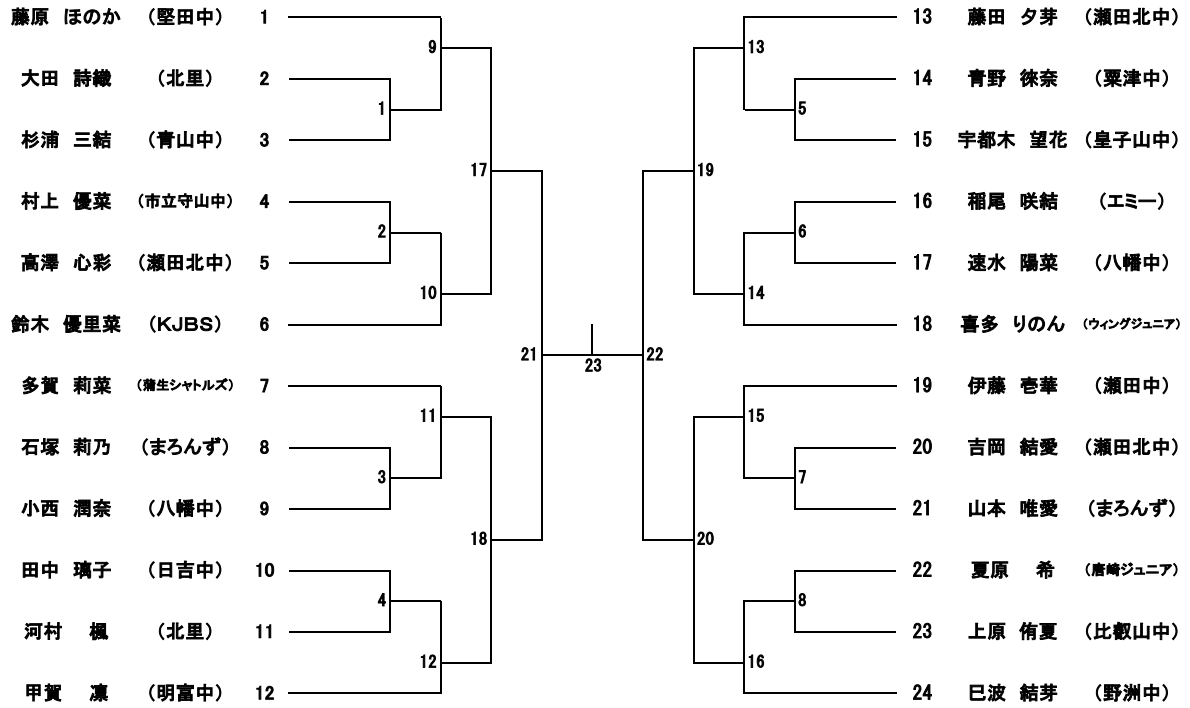 藤原 ほのか （堅田中） 1
大田 詩織 （北里） 2
杉浦 三結 （青山中） 3
村上 優菜 （市立守山中） 4
高澤 心彩 （瀬田北中） 5
鈴木 優里菜 （KJBS） 6
多賀 莉菜 （蒲生シャトルズ） 7
石塚 莉乃 （まろんず） 8
小西 潤奈 （八幡中） 9
田中 璃子 （日吉中） 10
河村 楓 （北里） 11
甲賀 凛 （明富中） 12
9
1
17
2
10
21
11
3
18
4
12
23
13
5
19
6
14
22
15
7
20
8
16
13 藤田 夕芽 （瀬田北中）
14 青野 徠奈 （粟津中）
15 宇都木 望花 （皇子山中）
16 稲尾 咲結 （エミー）
17 速水 陽菜 （八幡中）
18 喜多 りのん （ウィングジュニア）
19 伊藤 壱華 （瀬田中）
20 吉岡 結愛 （瀬田北中）
21 山本 唯愛 （まろんず）
22 夏原 希 （唐崎ジュニア）
23 上原 侑夏 （比叡山中）
24 巳波 結芽 （野洲中）